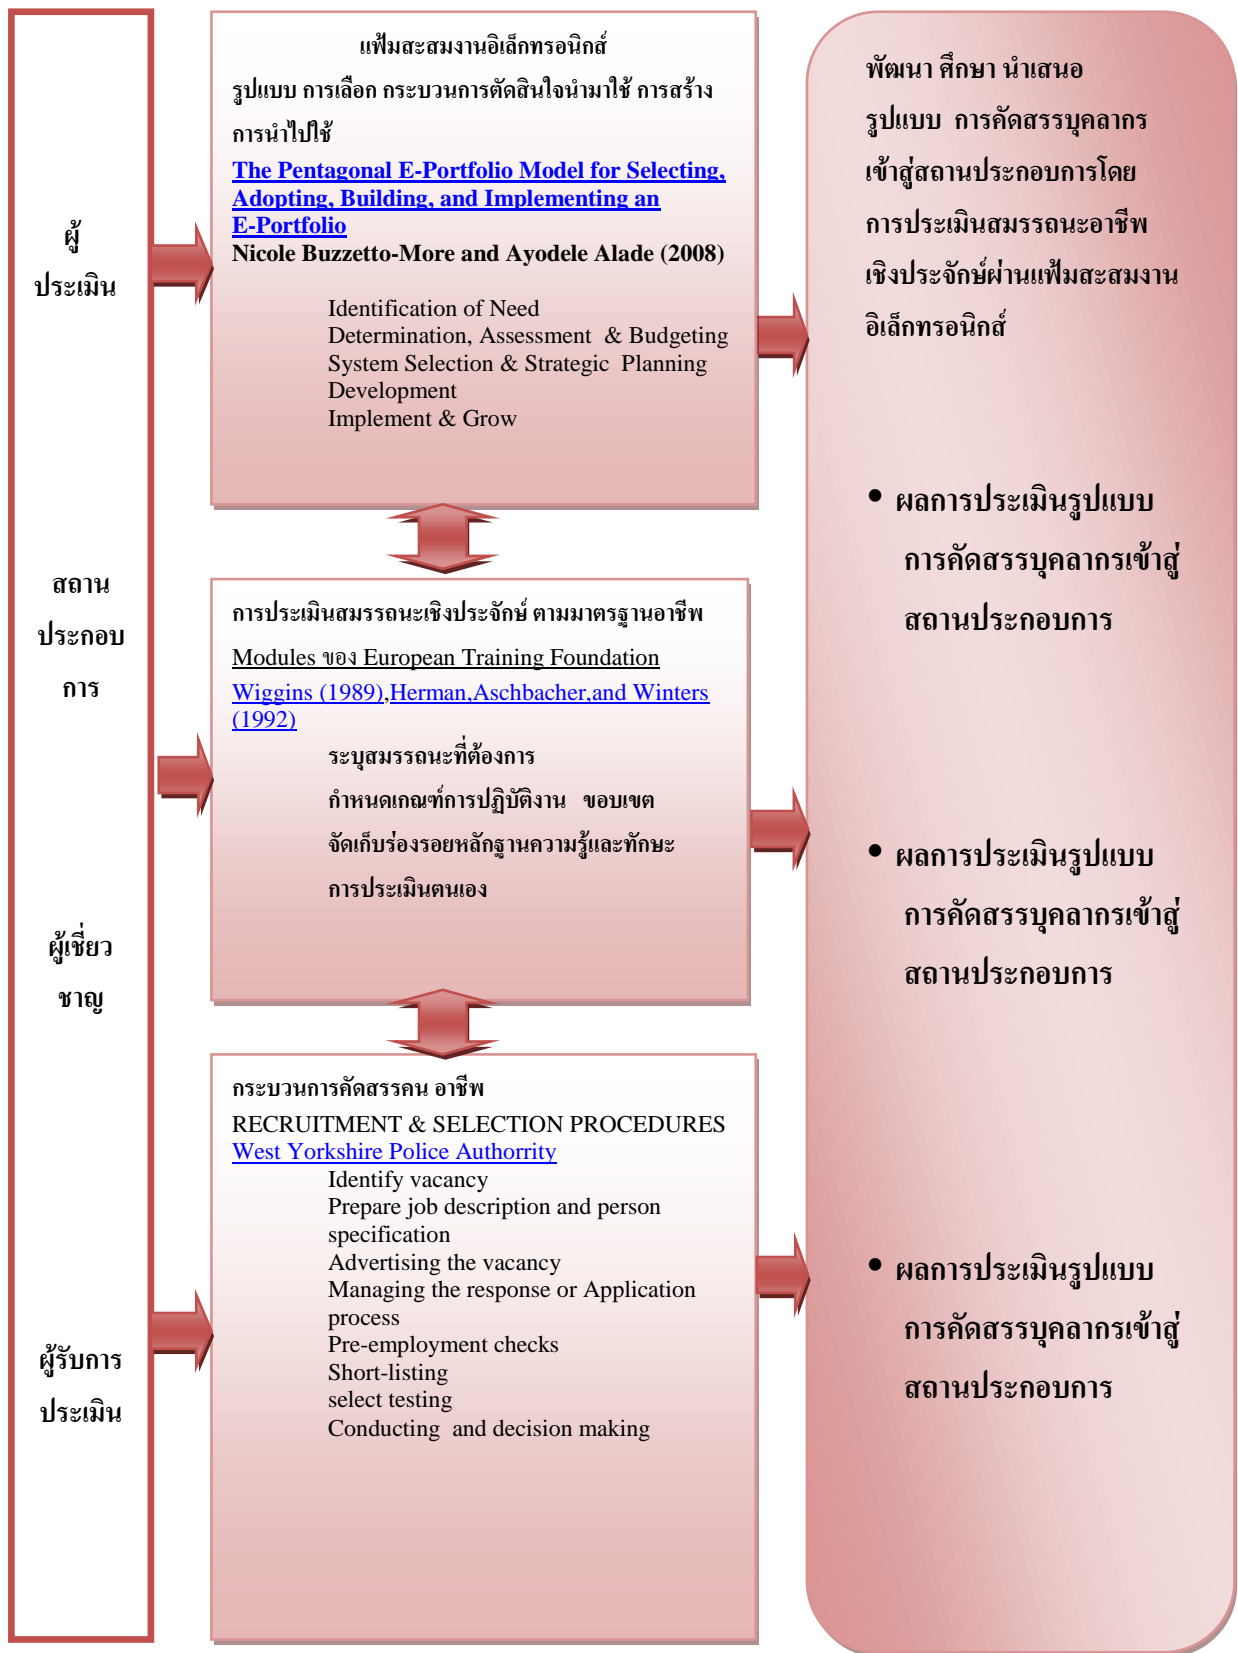 ผู้
ประเมิน
สถาน
ประกอบ
การ
ผู้เชี่ยว
ชาญ
ผู้รับการ
ประเมิน
แฟ้มสะสมงานอิเล็กทรอนิกส์
รูปแบบ การเลือก กระบวนการตัดสินใจนำมาใช้ การสร้าง
การนำไปใช้
The Pentagonal E-Portfolio Model for Selecting,
Adopting, Building, and Implementing an
E-Portfolio
Nicole Buzzetto-More and Ayodele Alade (2008)
Identification of Need
Determination, Assessment & Budgeting
System Selection & Strategic Planning
Development
Implement & Grow
การประเมินสมรรถนะเชิงประจักษ์ ตามมาตรฐานอาชีพ
Modules ของ European Training Foundation
Wiggins (1989),Herman,Aschbacher,and Winters
(1992)
ระบุสมรรถนะที่ต้องการ
กำหนดเกณฑ์การปฏิบัติงาน ขอบเขต
จัดเก็บร่องรอยหลักฐานความรู้และทักษะ
การประเมินตนเอง
กระบวนการคัดสรรคน อาชีพ
RECRUITMENT & SELECTION PROCEDURES
West Yorkshire Police Authorrity
Identify vacancy
Prepare job description and person
specification
Advertising the vacancy
Managing the response or Application
process
Pre-employment checks
Short-listing
select testing
Conducting and decision making
พัฒนา ศึกษา นำเสนอ
รูปแบบ การคัดสรรบุคลากร
เข้าสู่สถานประกอบการโดย
การประเมินสมรรถนะอาชีพ
เชิงประจักษ์ผ่านแฟ้มสะสมงาน
อิเล็กทรอนิกส์
• ผลการประเมินรูปแบบ
การคัดสรรบุคลากรเข้าสู่
สถานประกอบการ
• ผลการประเมินรูปแบบ
การคัดสรรบุคลากรเข้าสู่
สถานประกอบการ
• ผลการประเมินรูปแบบ
การคัดสรรบุคลากรเข้าสู่
สถานประกอบการ